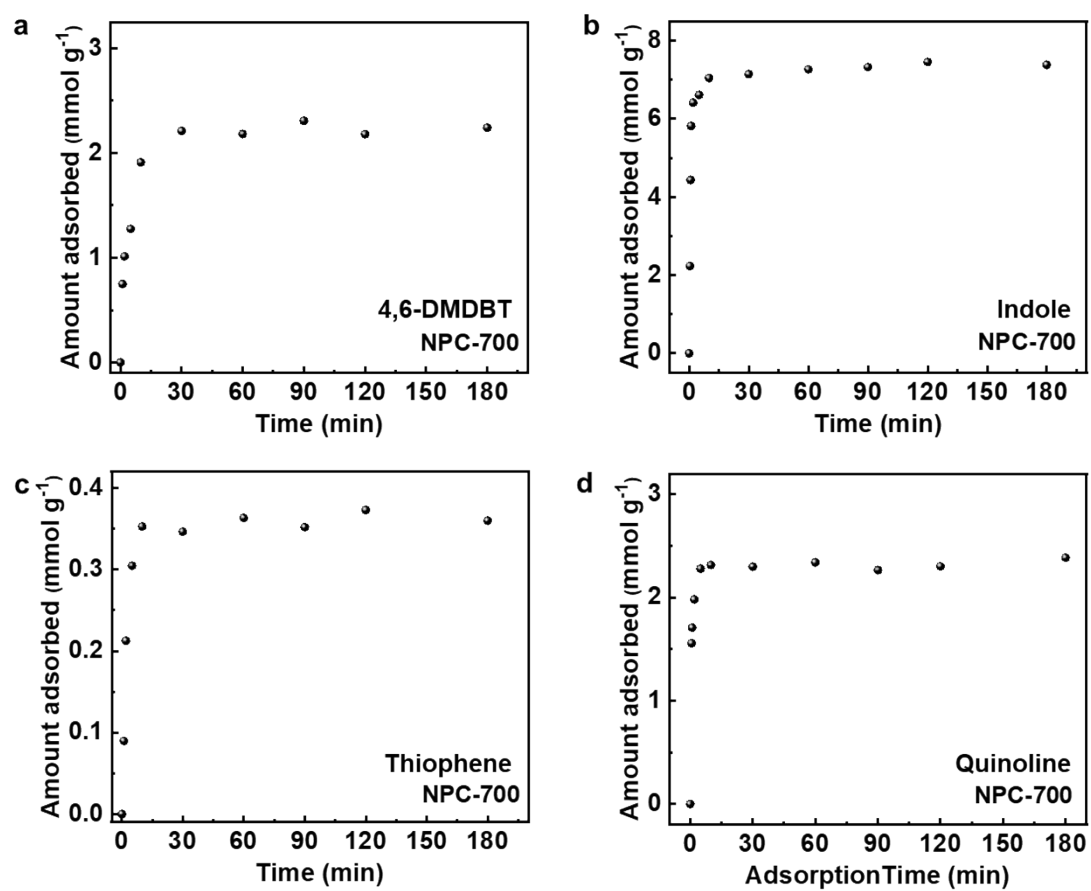 a
Amount adsorbed (mmol g⁻¹)
3
2
1
0
4,6-DMDBT
NPC-700
0 30 60 90 120 150 180
Time (min)
b
Amount adsorbed (mmol g⁻¹)
8
6
4
2
0
Indole
NPC-700
0 30 60 90 120 150 180
Time (min)
c
Amount adsorbed (mmol g⁻¹)
0.4
0.3
0.2
0.1
0.0
Thiophene
NPC-700
0 30 60 90 120 150 180
Time (min)
d
Amount adsorbed (mmol g⁻¹)
3
2
1
0
Quinoline
NPC-700
0 30 60 90 120 150 180
AdsorptionTime (min)